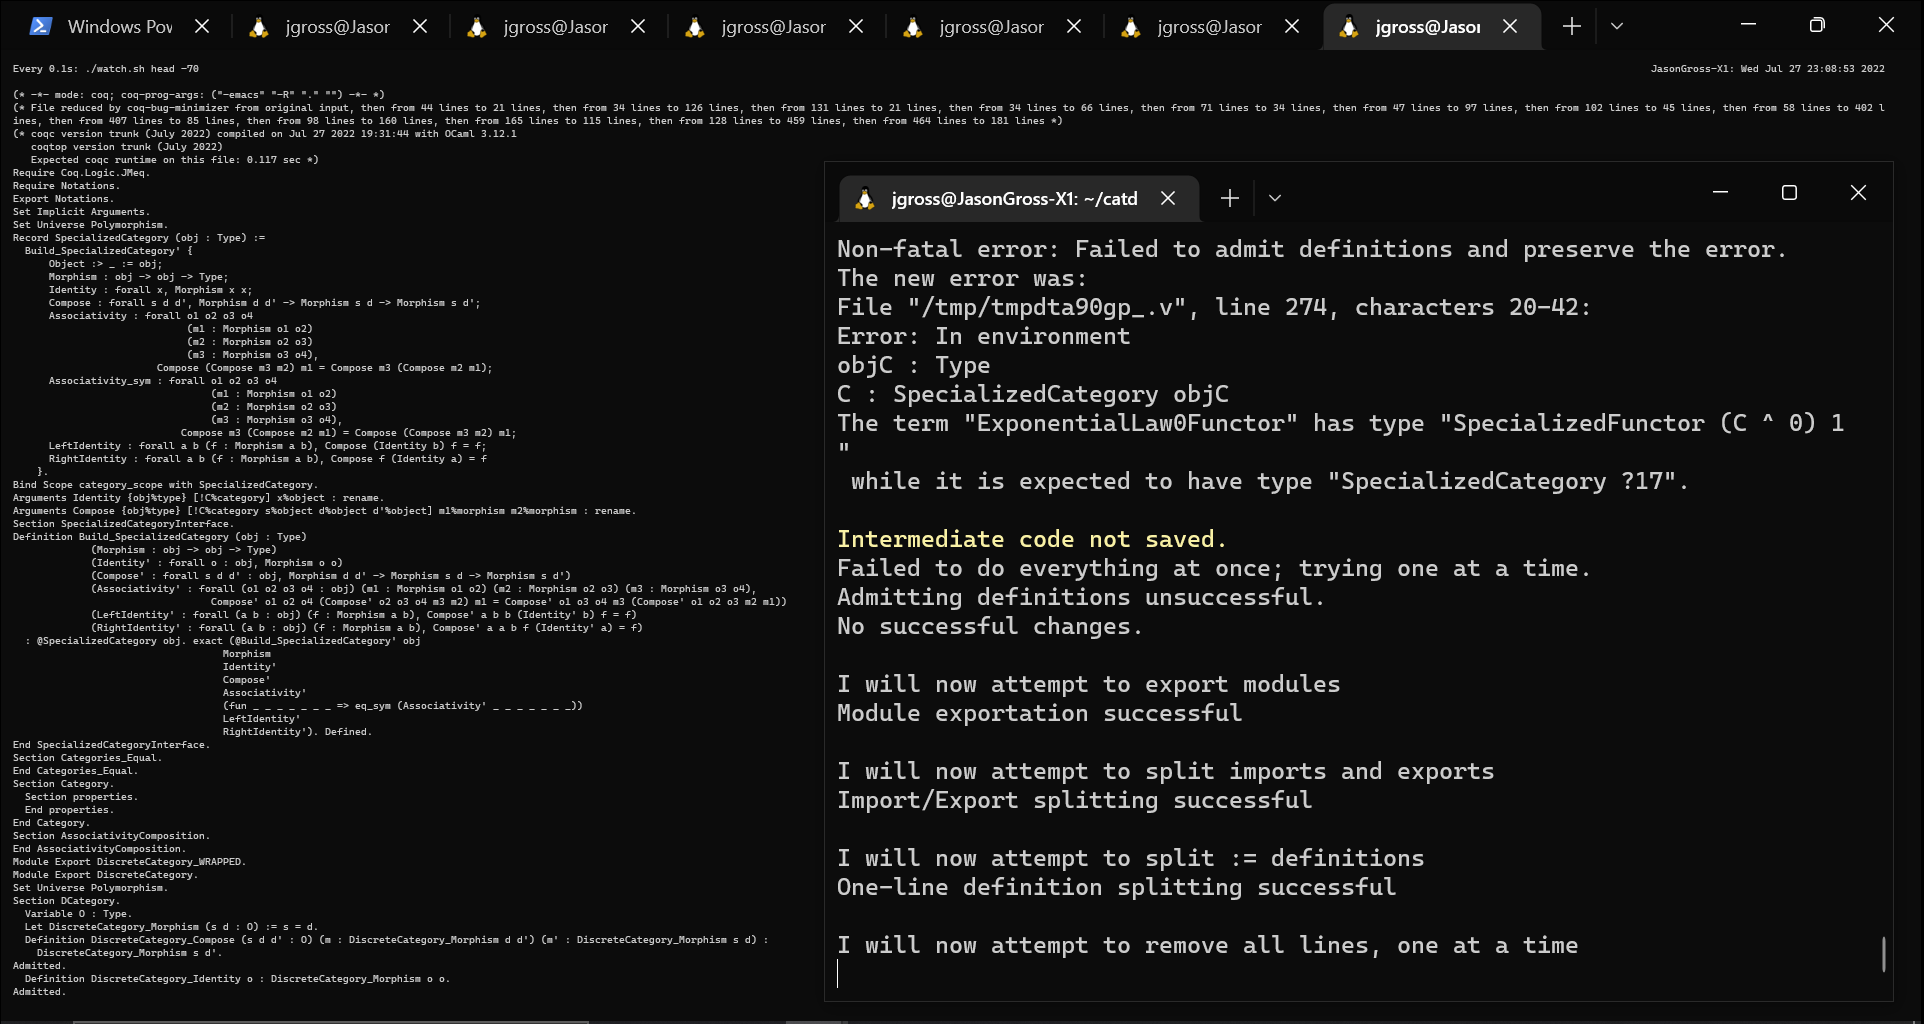 Windows Pov
jgross@Jasor
jgross@Jasor
jgross@Jasor
jgross@Jasor
jgross@Jasor
jgross@Jasor
Every 0.1s: ./watch.sh head -70
JasonGross-X1: Wed Jul 27 23:08:53 2022
(* -*- mode: coq; coq-prog-args: ("-emacs" "-R" "." "") -*- *)
(* File reduced by coq-bug-minimizer from original input, then from 44 lines to 21 lines, then from 34 lines to 126 lines, then from 131 lines to 21 lines, then from 34 lines to 66 lines, then from 71 lines to 34 lines, then from 47 lines to 97 lines, then from 102 lines to 45 lines, then from 58 lines to 402 l
ines, then from 407 lines to 85 lines, then from 98 lines to 160 lines, then from 165 lines to 115 lines, then from 128 lines to 459 lines, then from 464 lines to 181 lines *)
(* coqc version trunk (July 2022) compiled on Jul 27 2022 19:31:44 with OCaml 3.12.1
   coqtop version trunk (July 2022)
   Expected coqc runtime on this file: 0.117 sec *)
Require Coq.Logic.JMeq.
Require Notations.
Export Notations.
Set Implicit Arguments.
Set Universe Polymorphism.
Record SpecializedCategory (obj : Type) :=
  Build_SpecializedCategory' {
      Object :> _ := obj;
      Morphism : obj -> obj -> Type;
      Identity : forall x, Morphism x x;
      Compose : forall s d d', Morphism d d' -> Morphism s d -> Morphism s d';
      Associativity : forall o1 o2 o3 o4
                             (m1 : Morphism o1 o2)
                             (m2 : Morphism o2 o3)
                             (m3 : Morphism o3 o4),
                        Compose (Compose m3 m2) m1 = Compose m3 (Compose m2 m1);
      Associativity_sym : forall o1 o2 o3 o4
                                 (m1 : Morphism o1 o2)
                                 (m2 : Morphism o2 o3)
                                 (m3 : Morphism o3 o4),
                            Compose m3 (Compose m2 m1) = Compose (Compose m3 m2) m1;
      LeftIdentity : forall a b (f : Morphism a b), Compose (Identity b) f = f;
      RightIdentity : forall a b (f : Morphism a b), Compose f (Identity a) = f
    }.
Bind Scope category_scope with SpecializedCategory.
Arguments Identity {obj%type} [!C%category] x%object : rename.
Arguments Compose {obj%type} [!C%category s%object d%object d'%object] m1%morphism m2%morphism : rename.
Section SpecializedCategoryInterface.
Definition Build_SpecializedCategory (obj : Type)
             (Morphism : obj -> obj -> Type)
             (Identity' : forall o : obj, Morphism o o)
             (Compose' : forall s d d' : obj, Morphism d d' -> Morphism s d -> Morphism s d')
             (Associativity' : forall (o1 o2 o3 o4 : obj) (m1 : Morphism o1 o2) (m2 : Morphism o2 o3) (m3 : Morphism o3 o4),
                                 Compose' o1 o2 o4 (Compose' o2 o3 o4 m3 m2) m1 = Compose' o1 o3 o4 m3 (Compose' o1 o2 o3 m2 m1))
             (LeftIdentity' : forall (a b : obj) (f : Morphism a b), Compose' a b b (Identity' b) f = f)
             (RightIdentity' : forall (a b : obj) (f : Morphism a b), Compose' a a b f (Identity' a) = f)
  : @SpecializedCategory obj. exact (@Build_SpecializedCategory' obj
                                   Morphism
                                   Identity'
                                   Compose'
                                   Associativity'
                                   (fun _ _ _ _ _ _ _ => eq_sym (Associativity' _ _ _ _ _ _ _))
                                   LeftIdentity'
                                   RightIdentity'). Defined.
End SpecializedCategoryInterface.
Section Categories_Equal.
End Categories_Equal.
Section Category.
  Section properties.
  End properties.
End Category.
Section AssociativityComposition.
End AssociativityComposition.
Module Export DiscreteCategory_WRAPPED.
Module Export DiscreteCategory.
Set Universe Polymorphism.
Section DCategory.
  Variable O : Type.
  Let DiscreteCategory_Morphism (s d : O) := s = d.
  Definition DiscreteCategory_Compose (s d d' : O) (m : DiscreteCategory_Morphism d d') (m' : DiscreteCategory_Morphism s d) :
    DiscreteCategory_Morphism s d'.
Admitted.
  Definition DiscreteCategory_Identity o : DiscreteCategory_Morphism o o.
Admitted.
jgross@JasonGross-X1: ~/catd
Non-fatal error: Failed to admit definitions and preserve the error.
The new error was:
File "/tmp/tmpdta90gp_.v", line 274, characters 20-42:
Error: In environment
objC : Type
C : SpecializedCategory objC
The term "ExponentialLaw0Functor" has type "SpecializedFunctor (C ^ 0) 1
"
 while it is expected to have type "SpecializedCategory ?17".
Intermediate code not saved.
Failed to do everything at once; trying one at a time.
Admitting definitions unsuccessful.
No successful changes.
I will now attempt to export modules
Module exportation successful
I will now attempt to split imports and exports
Import/Export splitting successful
I will now attempt to split := definitions
One-line definition splitting successful
I will now attempt to remove all lines, one at a time